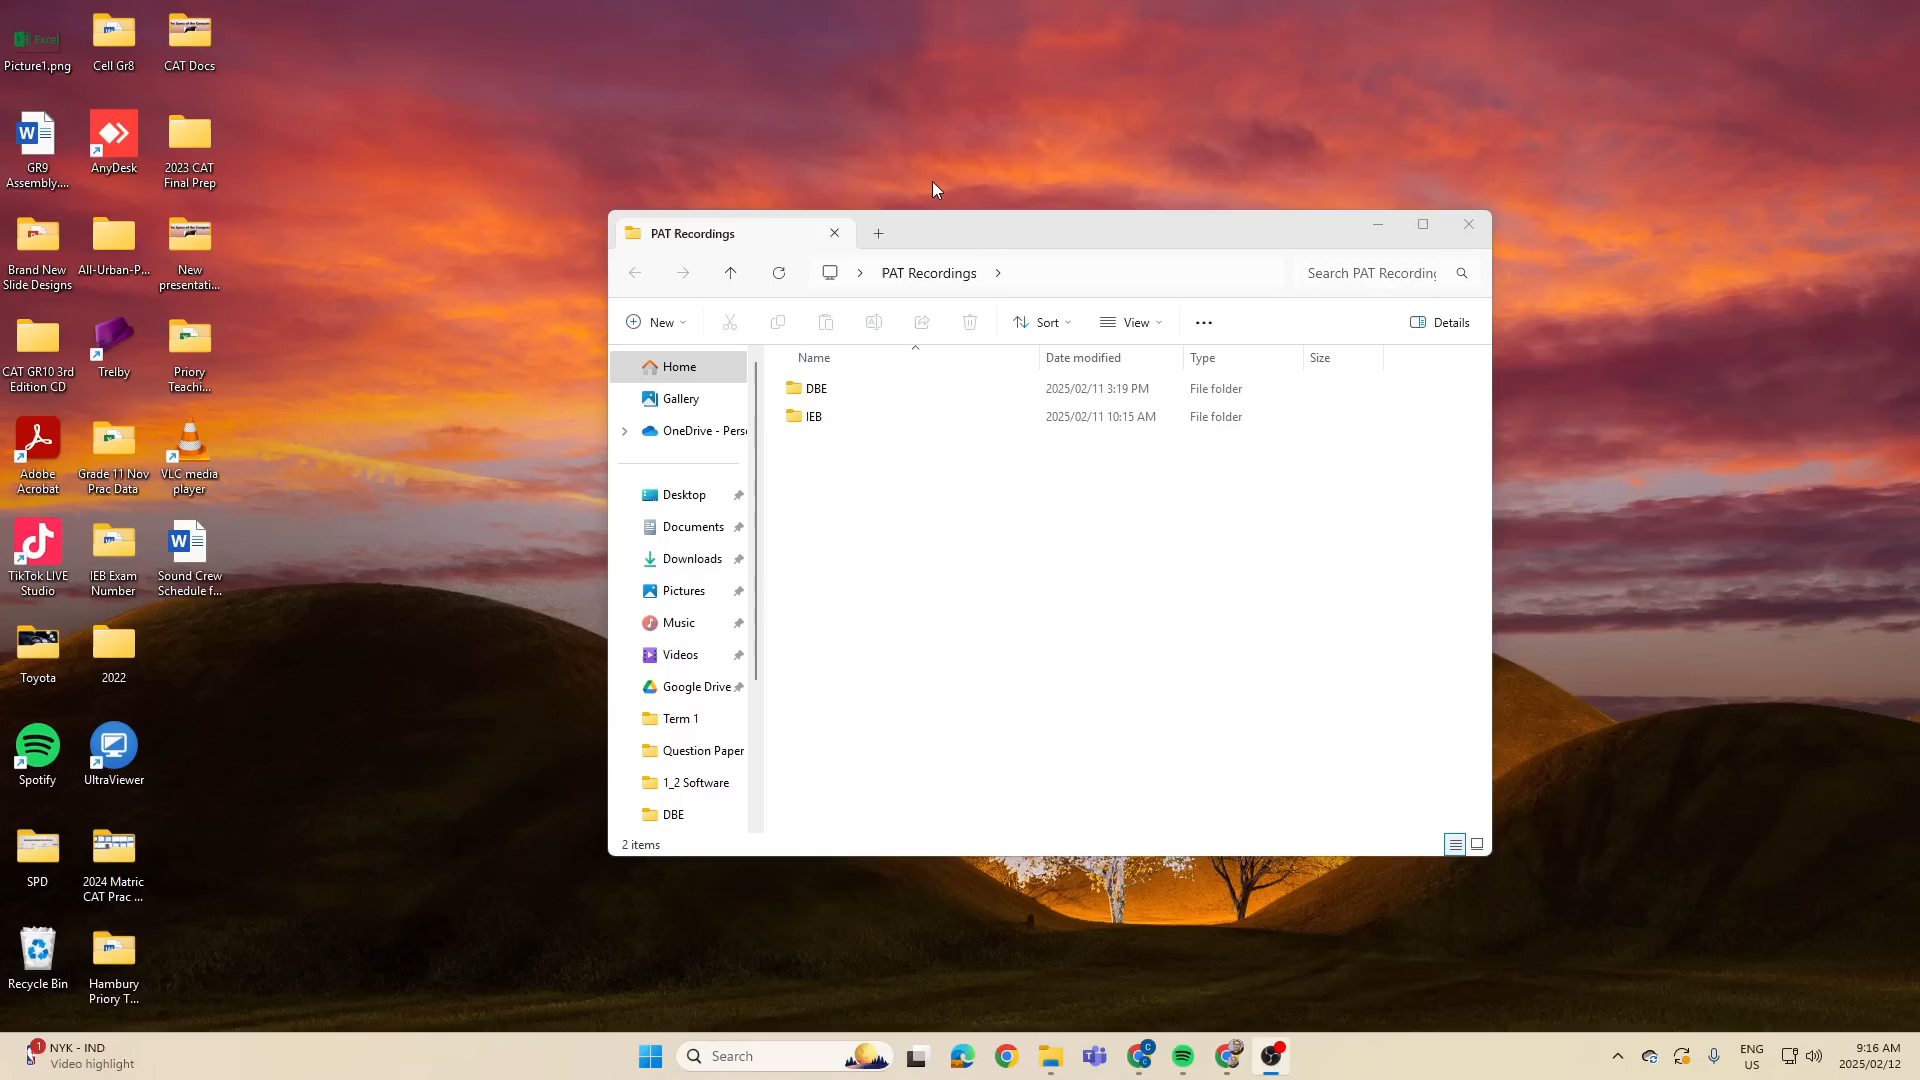 Excel
Picture1.png
Cell Gr8
CAT Docs
GR9
Assembly....
AnyDesk
2023 CAT
Final Prep
Brand New
Slide Designs
All-Urban-P...
New
presentati...
CAT GR10 3rd
Edition CD
Trelby
Priory
Teachi...
Adobe
Acrobat
Grade 11 Nov
Prac Data
VLC media
player
TikTok LIVE
Studio
IEB Exam
Number
Sound Crew
Schedule f...
Toyota
2022
Spotify
UltraViewer
SPD
2024 Matric
CAT Prac ...
Recycle Bin
Hambury
Priory T...
PAT Recordings
PAT Recordings
Search PAT Recording
New
Sort
View
Details
Home
Gallery
OneDrive - Perso
Desktop
Documents
Downloads
Pictures
Music
Videos
Google Drive
Term 1
Question Paper
1_2 Software
DBE
Name Date modified Type Size
DBE 2025/02/11 3:19 PM File folder
IEB 2025/02/11 10:15 AM File folder
2 items
1
NYK - IND
Video highlight
Search
ENG
US
9:16 AM
2025/02/12